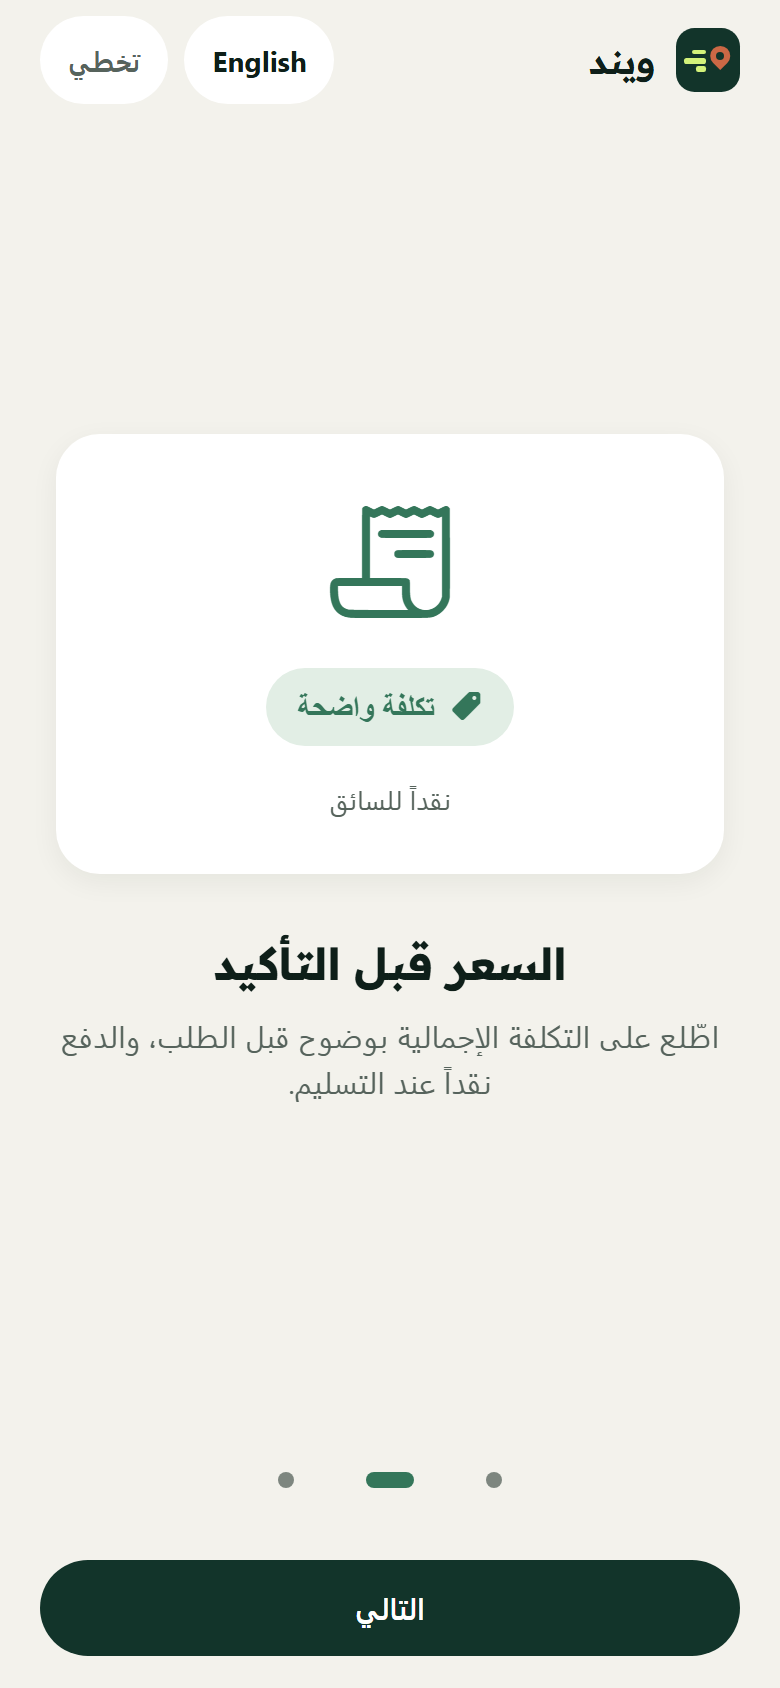 ويند
English
تخطي
تكلفة واضحة
نقداً للسائق
السعر قبل التأكيد
اطّلع على التكلفة الإجمالية بوضوح قبل الطلب، والدفع
نقداً عند التسليم.
التالي